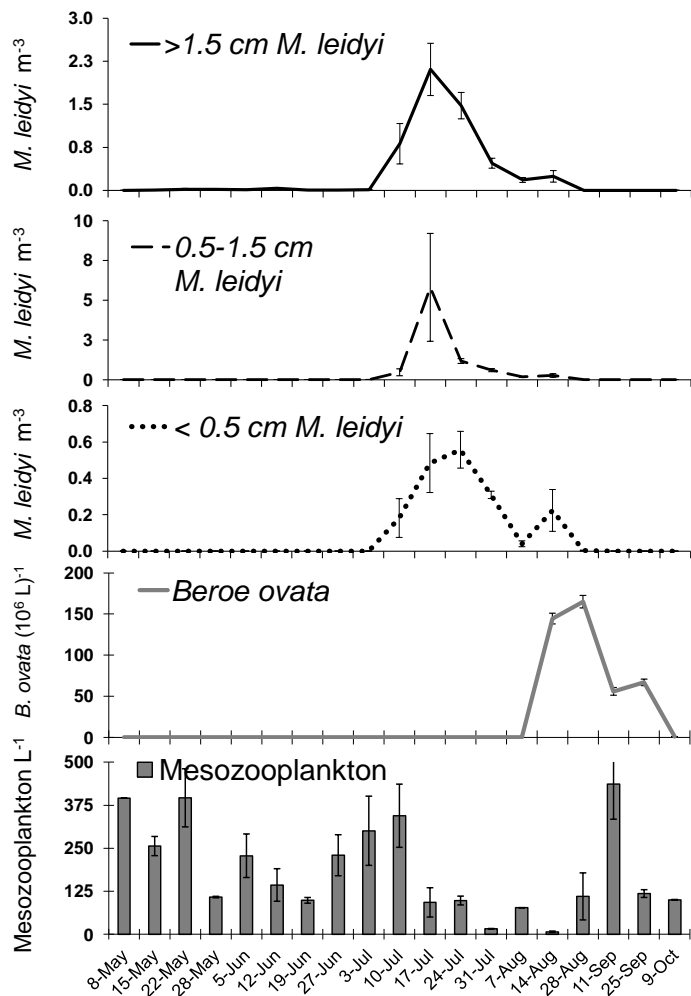 M. leidyi m⁻³
3.0
2.3
1.5
0.8
0.0
>1.5 cm M. leidyi
M. leidyi m⁻³
10
8
5
3
0
0.5-1.5 cm
M. leidyi
M. leidyi m⁻³
0.8
0.6
0.4
0.2
0.0
< 0.5 cm M. leidyi
B. ovata (10⁶ L)⁻¹
200
150
100
50
0
Beroe ovata
Mesozooplankton L⁻¹
500
375
250
125
0
Mesozooplankton
8-May
15-May
22-May
28-May
5-Jun
12-Jun
19-Jun
27-Jun
3-Jul
10-Jul
17-Jul
24-Jul
31-Jul
7-Aug
14-Aug
28-Aug
11-Sep
25-Sep
9-Oct